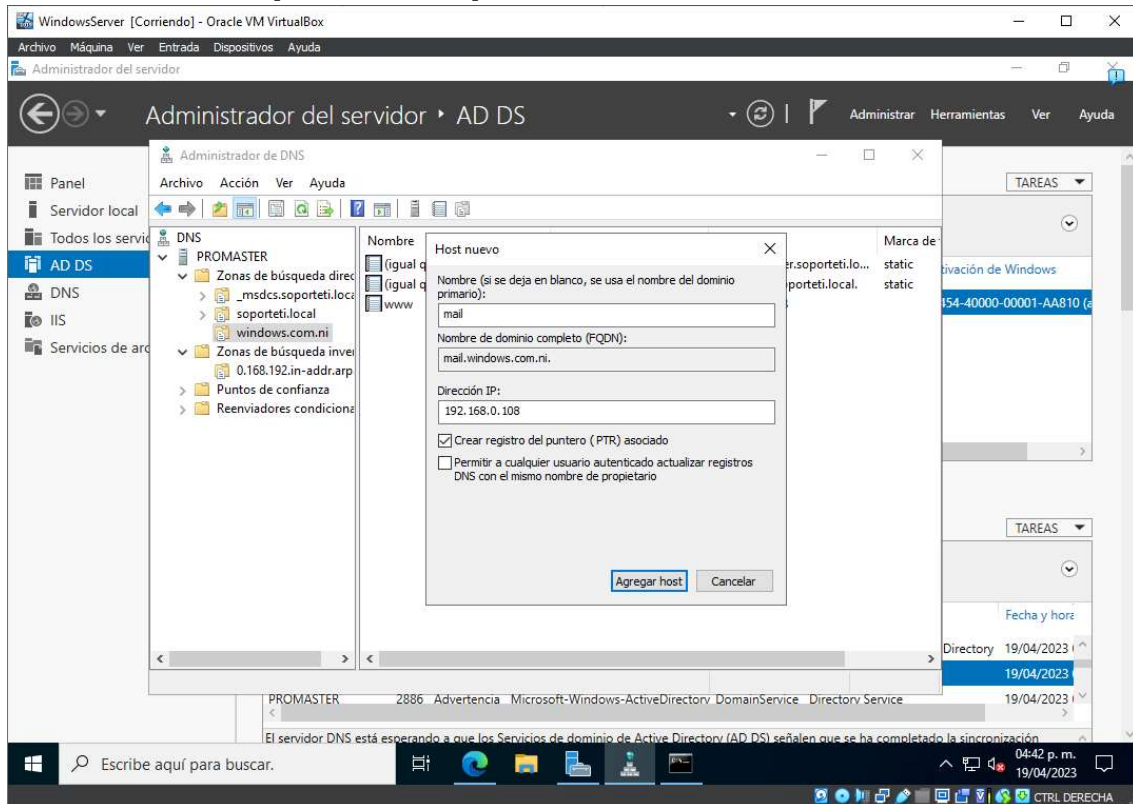 WindowsServer [Corriendo] - Oracle VM VirtualBox
Archivo Máquina Ver Entrada Dispositivos Ayuda
Administrador del servidor
Administrador del servidor AD DS
Administrar Herramientas Ver Ayuda
Panel
Servidor local
Todos los servic
AD DS
DNS
IIS
Servicios de arc
Administrador de DNS
Archivo Acción Ver Ayuda
DNS
PROMASTER
Zonas de búsqueda direc
_msdcs.soporteti.loca
soporteti.local
windows.com.ni
Zonas de búsqueda inver
0.168.192.in-addr.arp
Puntos de confianza
Reenviadores condiciona
Nombre
Marca de
(igual q
er.soporteti.lo... static
(igual q
porteti.local. static
www
Host nuevo
Nombre (si se deja en blanco, se usa el nombre del dominio
primario):
mail
Nombre de dominio completo (FQDN):
mail.windows.com.ni.
Dirección IP:
192.168.0.108
Crear registro del puntero (PTR) asociado
Permitir a cualquier usuario autenticado actualizar registros
DNS con el mismo nombre de propietario
Agregar host Cancelar
TAREAS
tivación de Windows
454-40000-00001-AA810 (a
TAREAS
Fecha y hora
Directory 19/04/2023
19/04/2023
PROMASTER 2886 Advertencia Microsoft-Windows-ActiveDirectory_DomainService Directory Service 19/04/2023
El servidor DNS está esperando a que los Servicios de dominio de Active Directory (AD DS) señalen que se ha completado la sincronización
Escribe aquí para buscar.
04:42 p. m.
19/04/2023
CTRL DERECHA